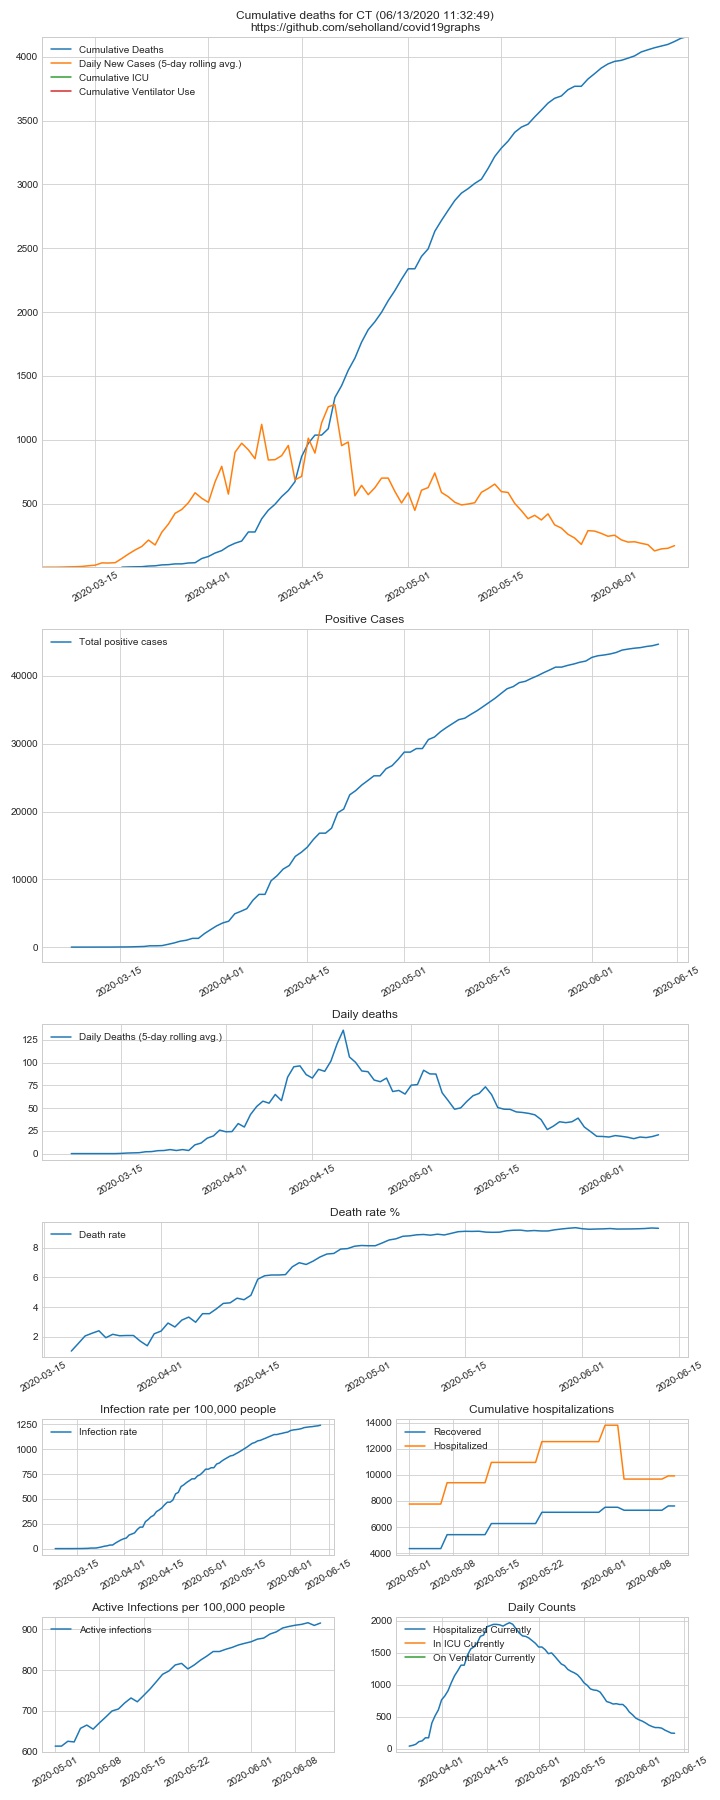 Cumulative deaths for CT (06/13/2020 11:32:49)
https://github.com/seholland/covid19graphs
Cumulative Deaths
Daily New Cases (5-day rolling avg.)
Cumulative ICU
Cumulative Ventilator Use
4000
3500
3000
2500
2000
1500
1000
500
2020-03-15 2020-04-01 2020-04-15 2020-05-01 2020-05-15 2020-06-01
Positive Cases
Total positive cases
40000
30000
20000
10000
0
2020-03-15 2020-04-01 2020-04-15 2020-05-01 2020-05-15 2020-06-01 2020-06-15
Daily deaths
Daily Deaths (5-day rolling avg.)
125
100
75
50
25
0
2020-03-15 2020-04-01 2020-04-15 2020-05-01 2020-05-15 2020-06-01
Death rate %
Death rate
8
6
4
2
2020-03-15 2020-04-01 2020-04-15 2020-05-01 2020-05-15 2020-06-01 2020-06-15
Infection rate per 100,000 people
Infection rate
1250
1000
750
500
250
0
2020-03-15 2020-04-01 2020-04-15 2020-05-01 2020-05-15 2020-06-01 2020-06-15
Cumulative hospitalizations
Recovered
Hospitalized
14000
12000
10000
8000
6000
4000
2020-05-01 2020-05-08 2020-05-15 2020-05-22 2020-06-01 2020-06-08
Active Infections per 100,000 people
Active infections
900
800
700
600
2020-05-01 2020-05-08 2020-05-15 2020-05-22 2020-06-01 2020-06-08
Daily Counts
Hospitalized Currently
In ICU Currently
On Ventilator Currently
2000
1500
1000
500
0
2020-04-01 2020-04-15 2020-05-01 2020-05-15 2020-06-01 2020-06-15